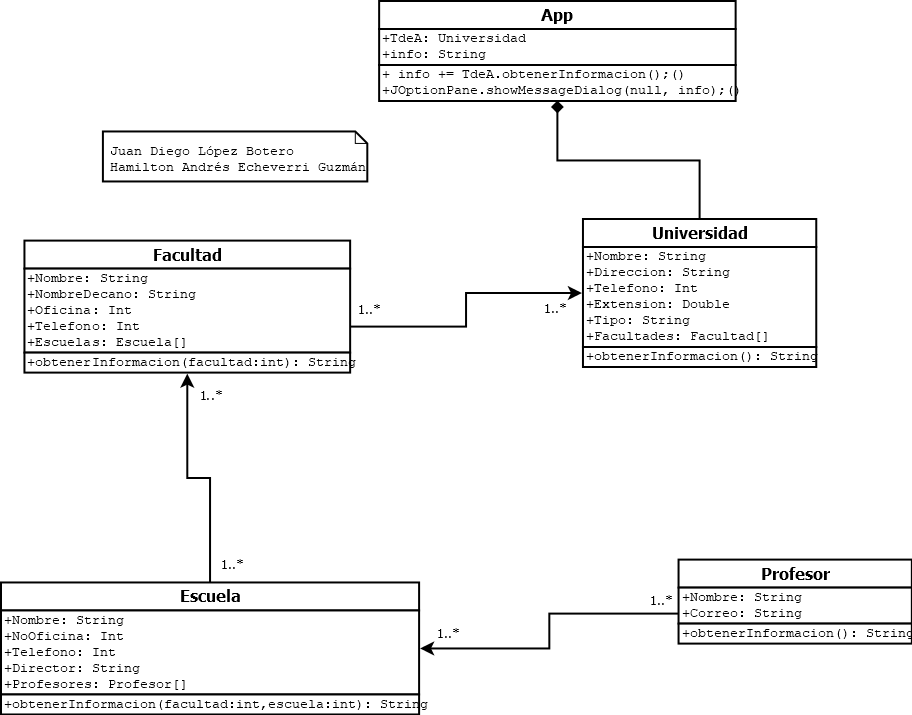 App
+TdeA: Universidad
+info: String
+ info += TdeA.obtenerInformacion();()
+JOptionPane.showMessageDialog(null, info);()
Juan Diego López Botero
Hamilton Andrés Echeverri Guzmán
Universidad
+Nombre: String
+Direccion: String
+Telefono: Int
+Extension: Double
+Tipo: String
+Facultades: Facultad[]
+obtenerInformacion(): String
Facultad
+Nombre: String
+NombreDecano: String
+Oficina: Int
+Telefono: Int
+Escuelas: Escuela[]
+obtenerInformacion(facultad:int): String
1..*
1..*
1..*
1..*
Escuela
+Nombre: String
+NoOficina: Int
+Telefono: Int
+Director: String
+Profesores: Profesor[]
+obtenerInformacion(facultad:int,escuela:int): String
1..*
1..*
Profesor
+Nombre: String
+Correo: String
+obtenerInformacion(): String